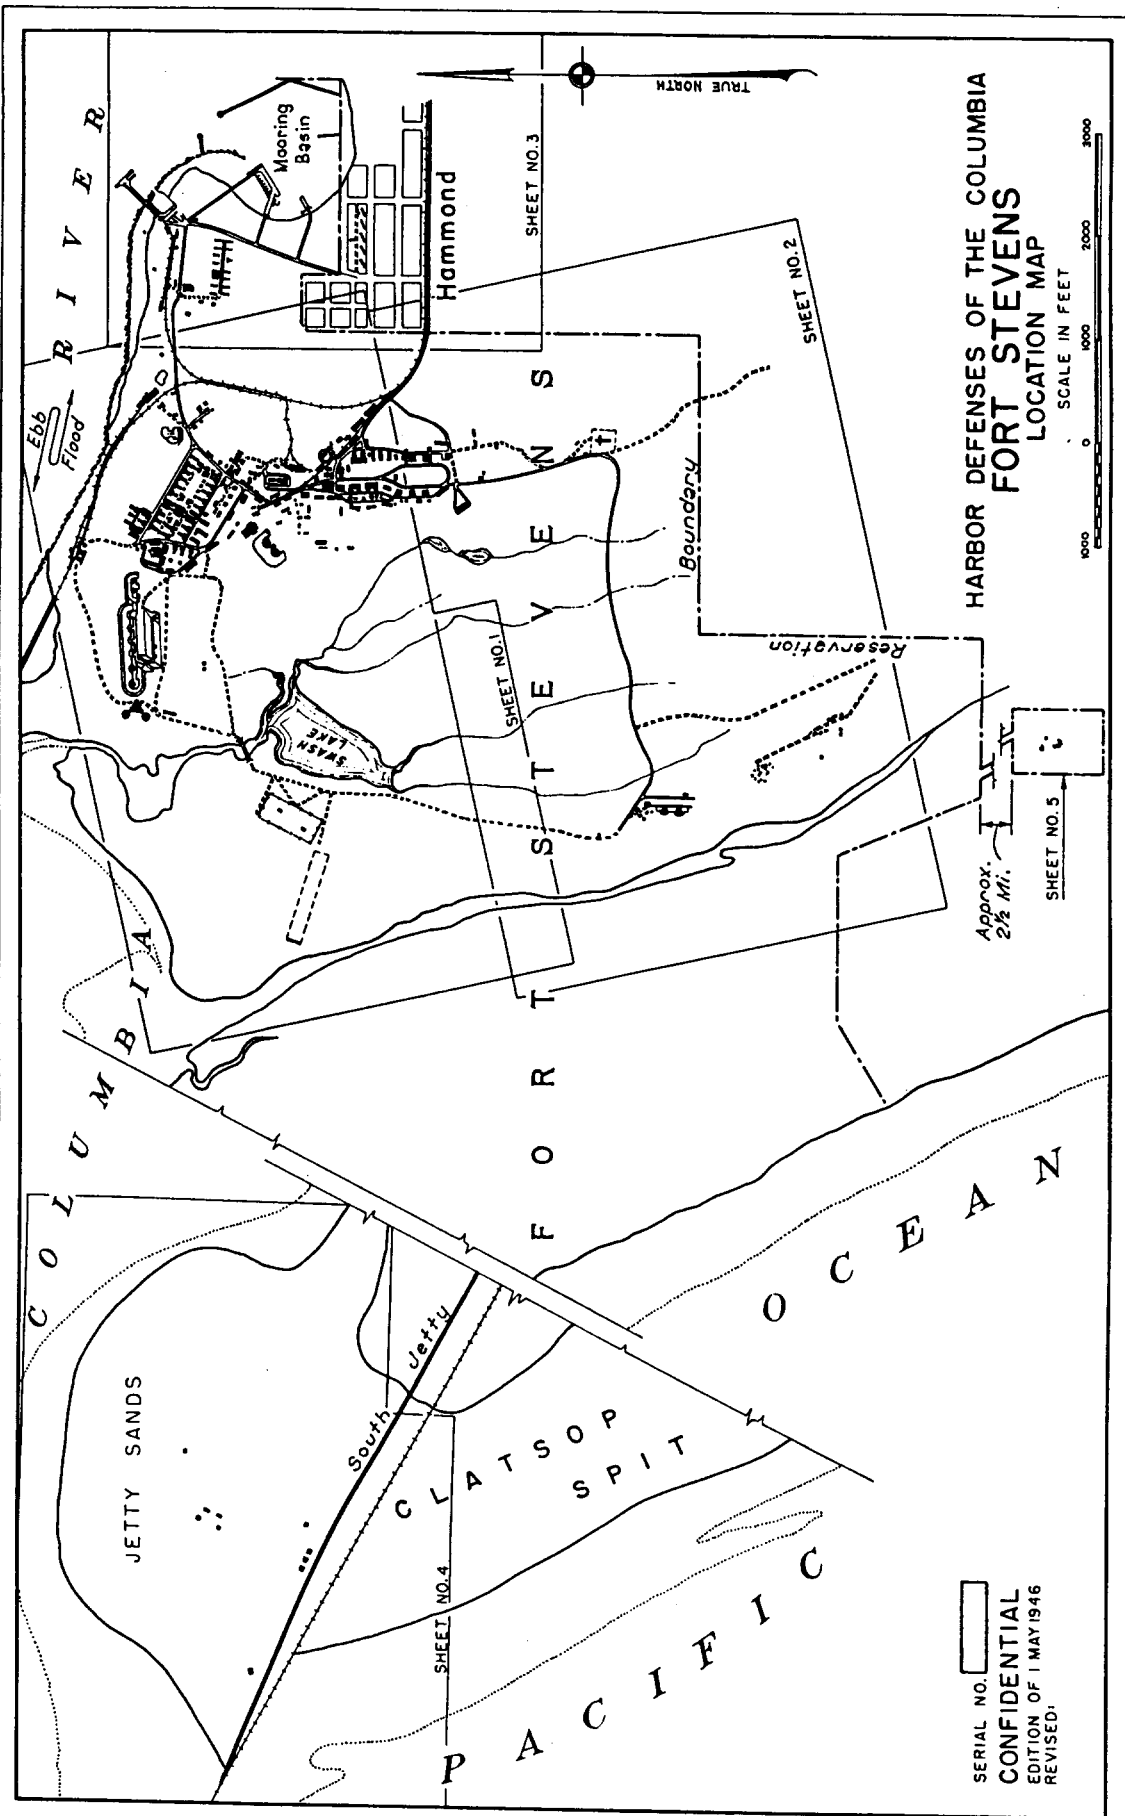 COLUMBIA
RIVER
Ebb
Flood
Mooring
Basin
Hammond
TRUE NORTH
SHEET NO.3
SHEET NO.2
SHEET NO.1
SWASH
LAKE
FORT STEVENS
Reservation
Boundary
JETTY SANDS
South Jetty
CLATSOP
SPIT
SHEET NO.4
PACIFIC
OCEAN
Approx.
2½ Mi.
SHEET NO.5
HARBOR DEFENSES OF THE COLUMBIA
FORT STEVENS
LOCATION MAP
SCALE IN FEET
1000 0 1000 2000 3000
SERIAL NO.
CONFIDENTIAL
EDITION OF 1 MAY 1946
REVISED: